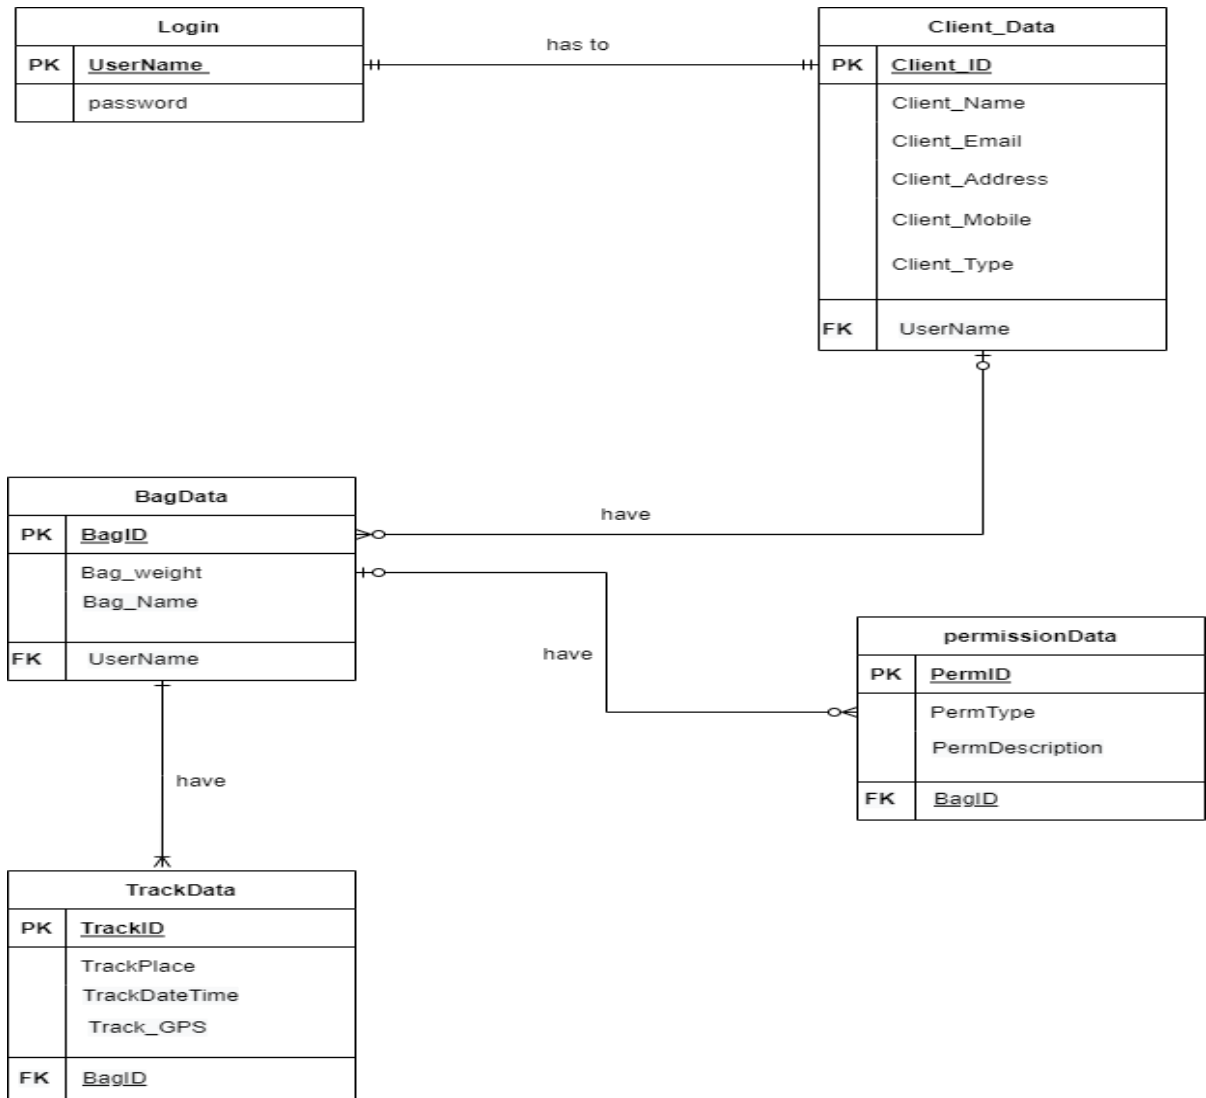 Login
PK UserName
password
has to
Client_Data
PK Client_ID
Client_Name
Client_Email
Client_Address
Client_Mobile
Client_Type
FK UserName
BagData
PK BagID
Bag_weight
Bag_Name
FK UserName
have
have
permissionData
PK PermID
PermType
PermDescription
FK BagID
have
TrackData
PK TrackID
TrackPlace
TrackDateTime
Track_GPS
FK BagID